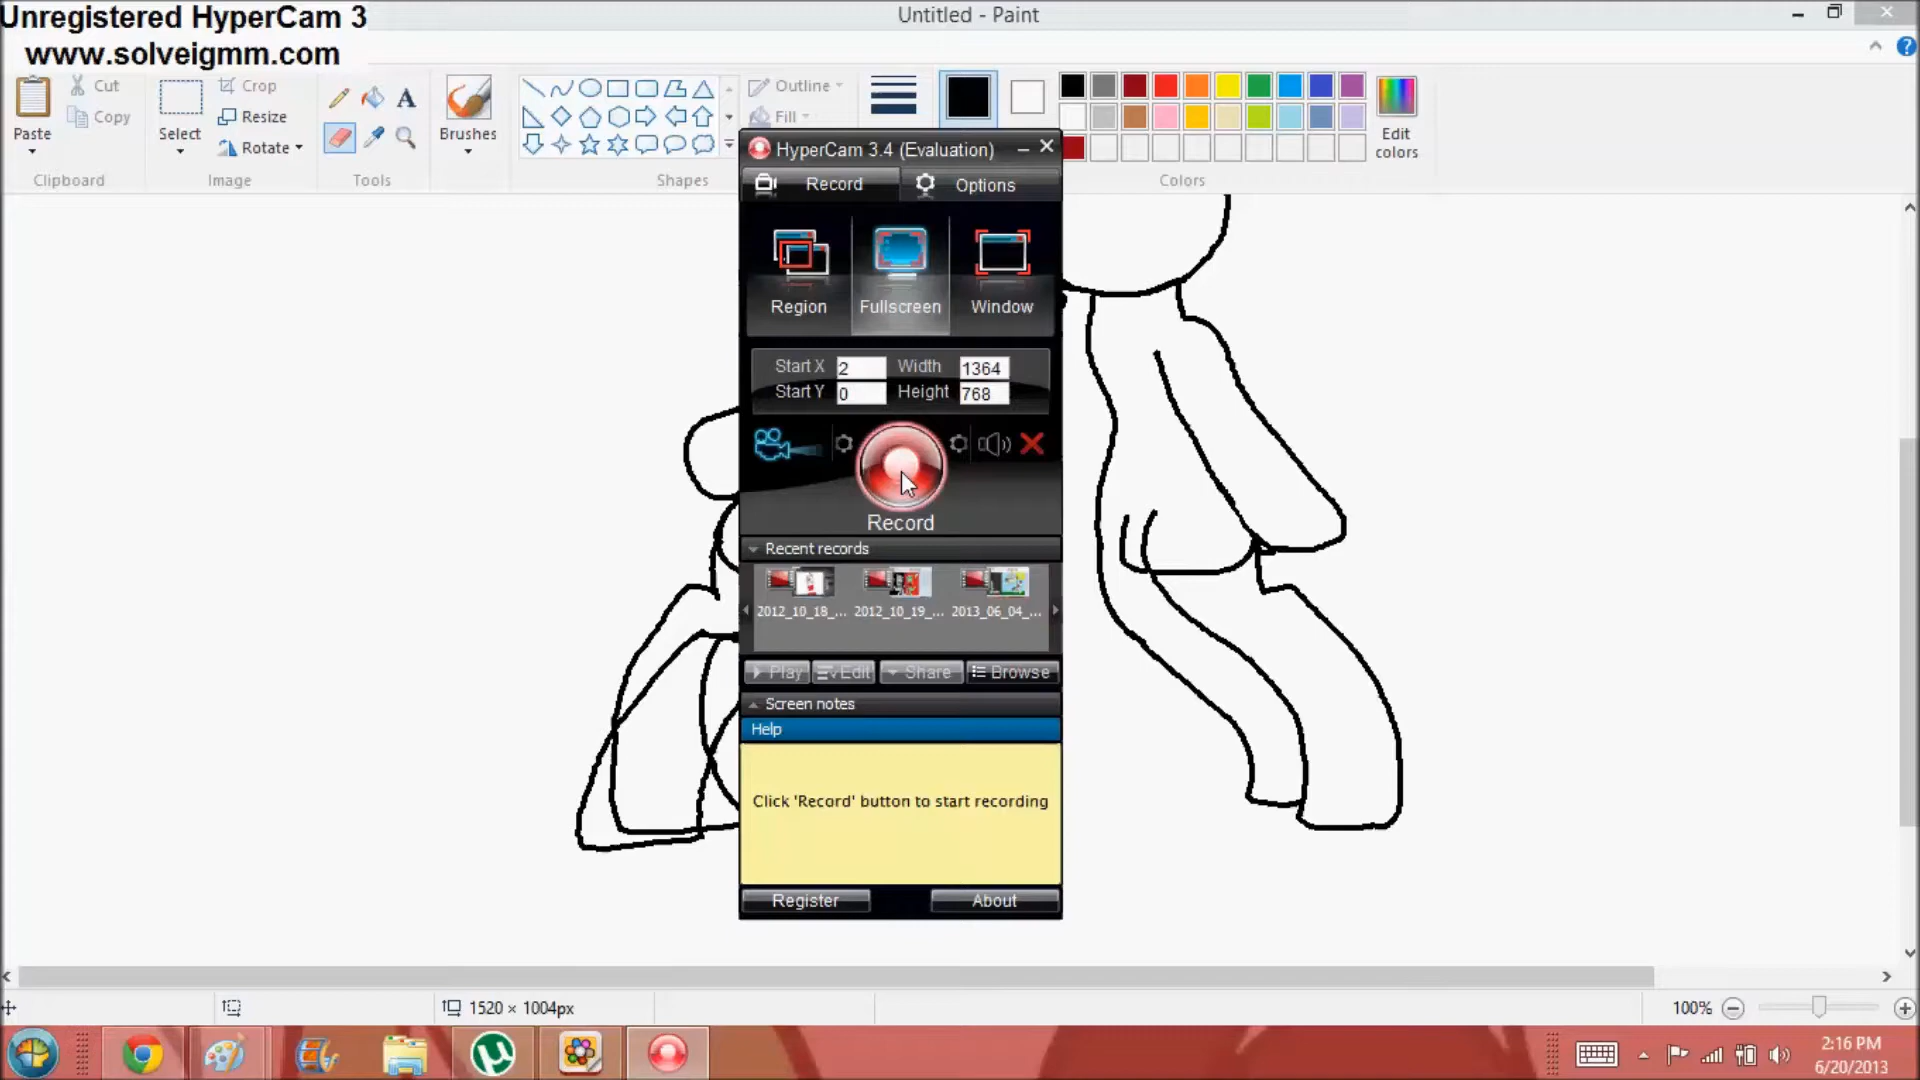 Unregistered HyperCam 3
www.solveigmm.com
Untitled - Paint
Paste
Cut
Copy
Clipboard
Select
Crop
Resize
Rotate
Image
A
Tools
Brushes
Shapes
Outline
Fill
Edit
colors
Colors
HyperCam 3.4 (Evaluation)
Record
Options
Region
Fullscreen
Window
Start X 2 Width 1364
Start Y 0 Height 768
Record
Recent records
2012_10_18_... 2012_10_19_... 2013_06_04_...
Play Edit Share Browse
Screen notes
Help
Click 'Record' button to start recording
Register
About
1520 × 1004px
100%
2:16 PM
6/20/2013